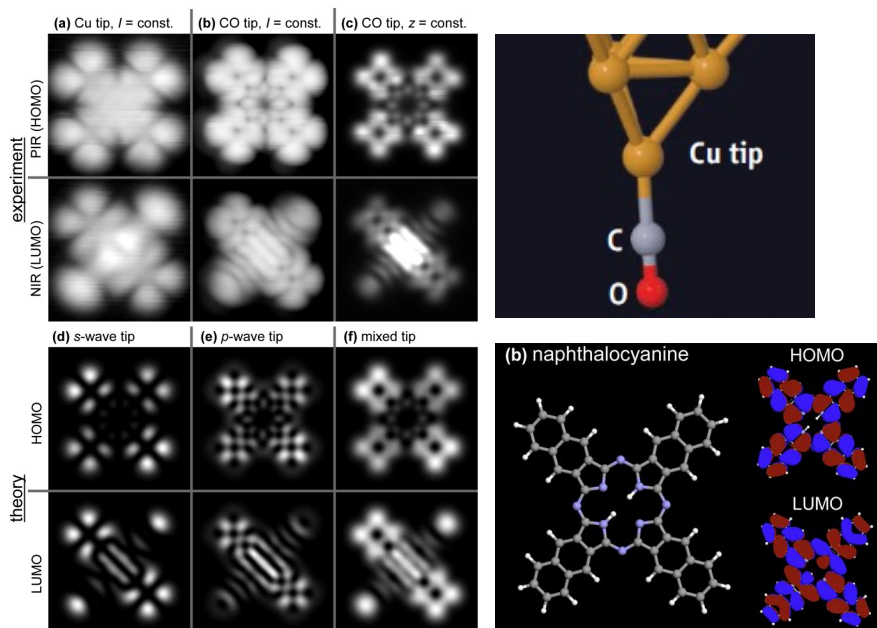 (a) Cu tip, I = const.
(b) CO tip, I = const.
(c) CO tip, z = const.
experiment
PIR (HOMO)
NIR (LUMO)
(d) s-wave tip
(e) p-wave tip
(f) mixed tip
theory
HOMO
LUMO
Cu tip
C
O
(b) naphthalocyanine
HOMO
LUMO